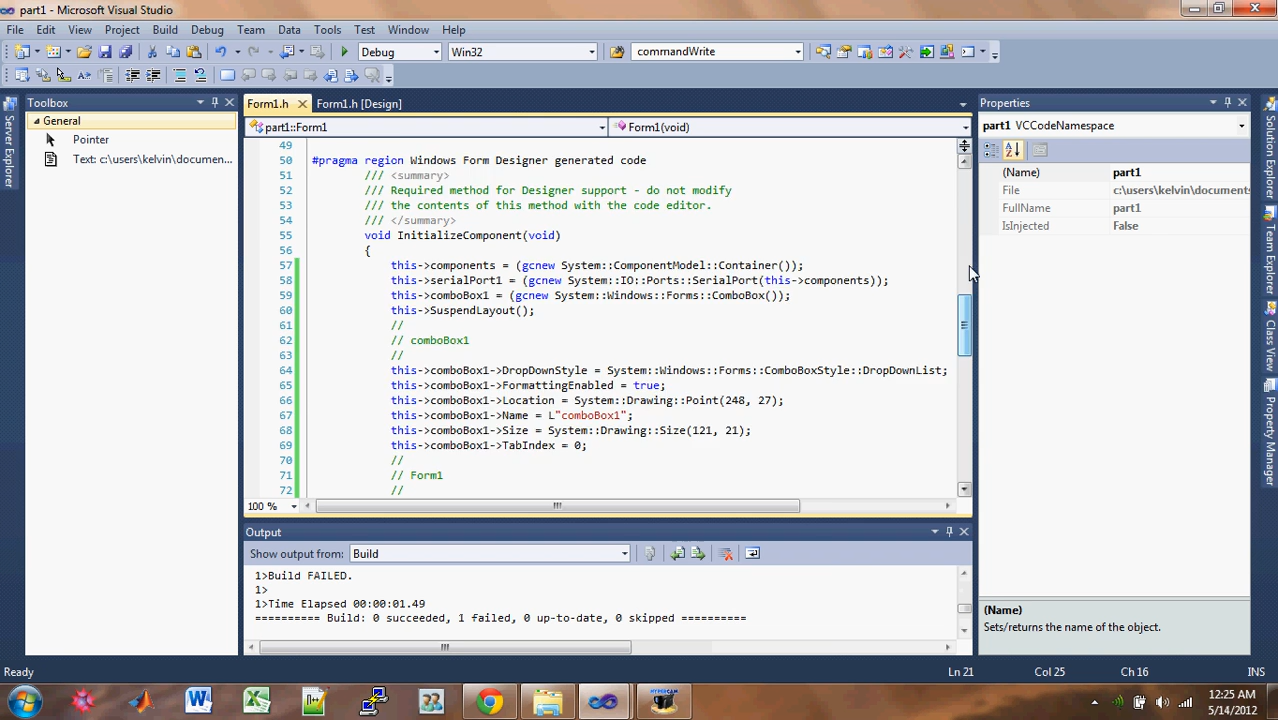 part1 - Microsoft Visual Studio
File Edit View Project Build Debug Team Data Tools Test Window Help
Debug Win32 commandWrite
Toolbox
General
Pointer
Text: c:\users\kelvin\documen...
Server Explorer
Form1.h Form1.h [Design]
part1::Form1 Form1(void)
49
50 #pragma region Windows Form Designer generated code
51 /// <summary>
52 /// Required method for Designer support - do not modify
53 /// the contents of this method with the code editor.
54 /// </summary>
55 void InitializeComponent(void)
56 {
57 this->components = (gcnew System::ComponentModel::Container());
58 this->serialPort1 = (gcnew System::IO::Ports::SerialPort(this->components));
59 this->comboBox1 = (gcnew System::Windows::Forms::ComboBox());
60 this->SuspendLayout();
61 //
62 // comboBox1
63 //
64 this->comboBox1->DropDownStyle = System::Windows::Forms::ComboBoxStyle::DropDownList;
65 this->comboBox1->FormattingEnabled = true;
66 this->comboBox1->Location = System::Drawing::Point(248, 27);
67 this->comboBox1->Name = L"comboBox1";
68 this->comboBox1->Size = System::Drawing::Size(121, 21);
69 this->comboBox1->TabIndex = 0;
70 //
71 // Form1
72 //
100 %
Output
Show output from: Build
1>Build FAILED.
1>
1>Time Elapsed 00:00:01.49
========== Build: 0 succeeded, 1 failed, 0 up-to-date, 0 skipped ==========
Properties
part1 VCCodeNamespace
(Name) part1
File c:\users\kelvin\documents
FullName part1
IsInjected False
(Name)
Sets/returns the name of the object.
Solution Explorer
Team Explorer
Class View
Property Manager
Ready Ln 21 Col 25 Ch 16 INS
HYPERCAM
12:25 AM
5/14/2012